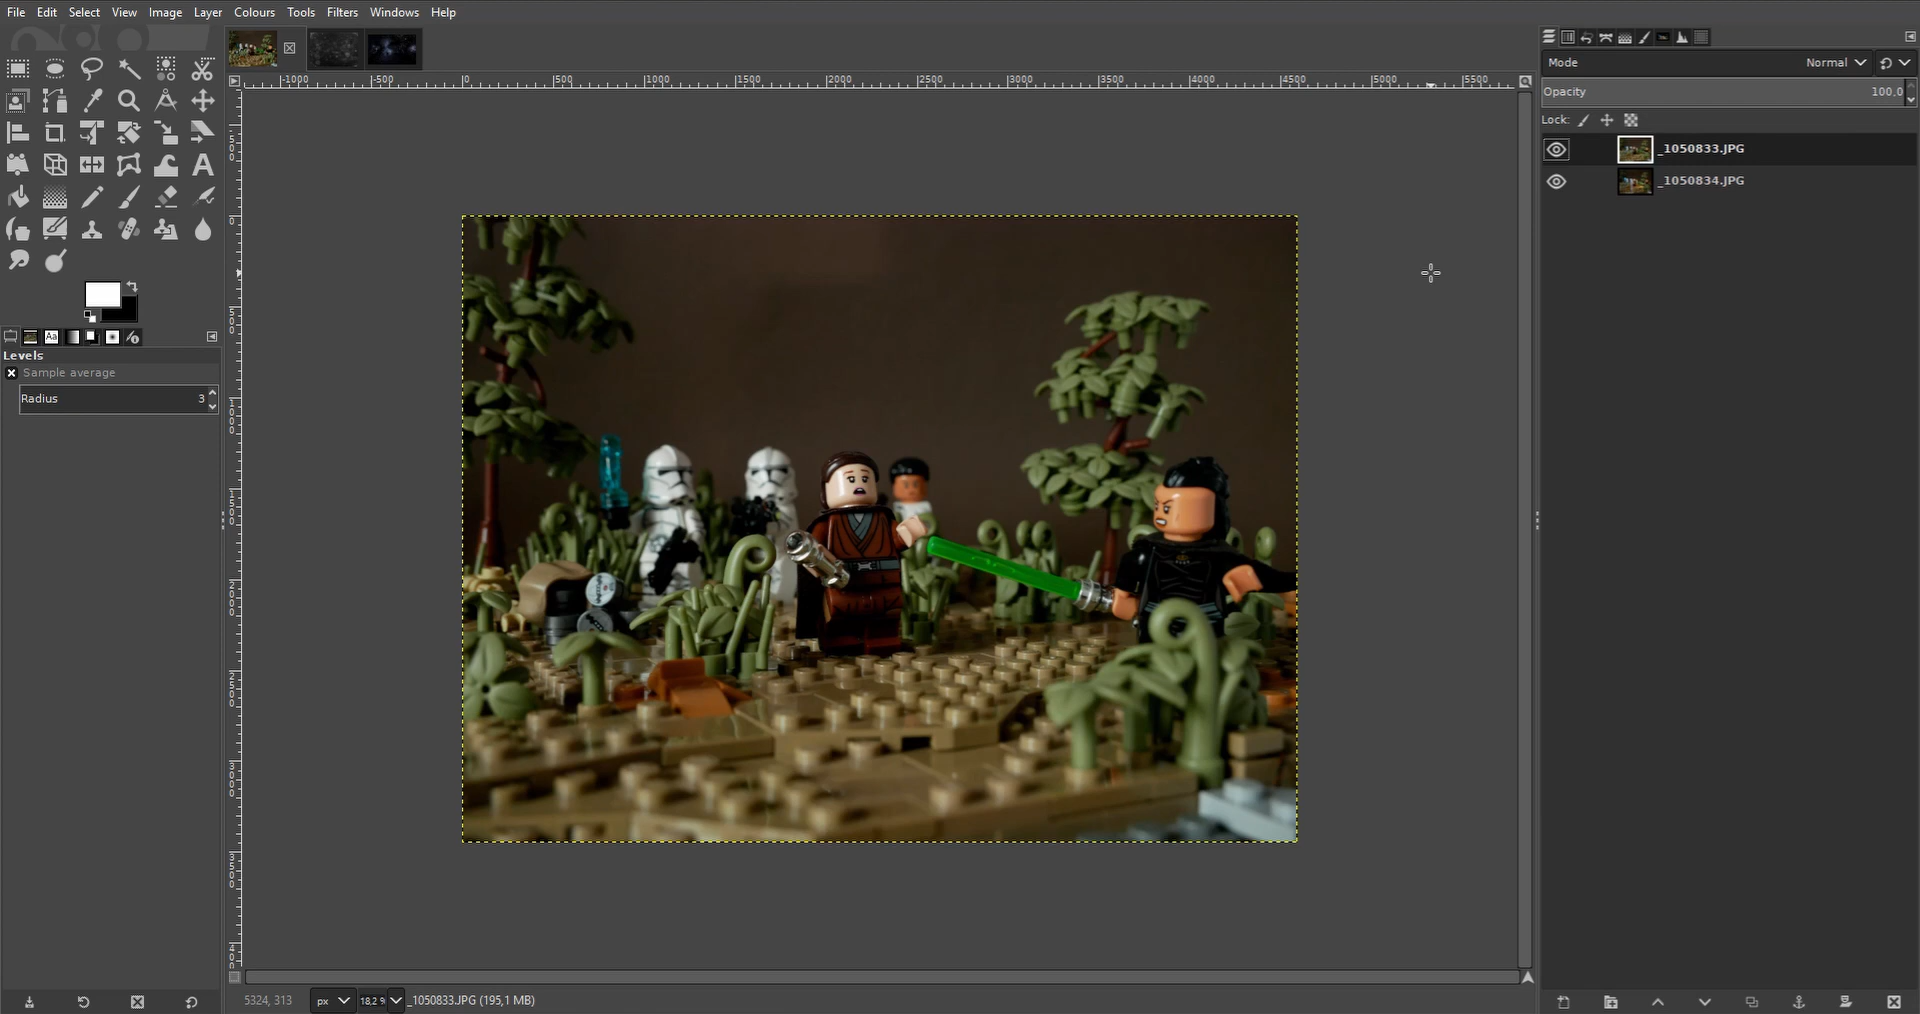 File Edit Select View Image Layer Colours Tools Filters Windows Help
-1000 -500 0 500 1000 1500 2000 2500 3000 3500 4000 4500 5000 5500
Mode Normal
Opacity 100,0
Lock:
_1050833.JPG
_1050834.JPG
Levels
Sample average
Radius 3
5324, 313 px 18,2 % _1050833.JPG (195,1 MB)